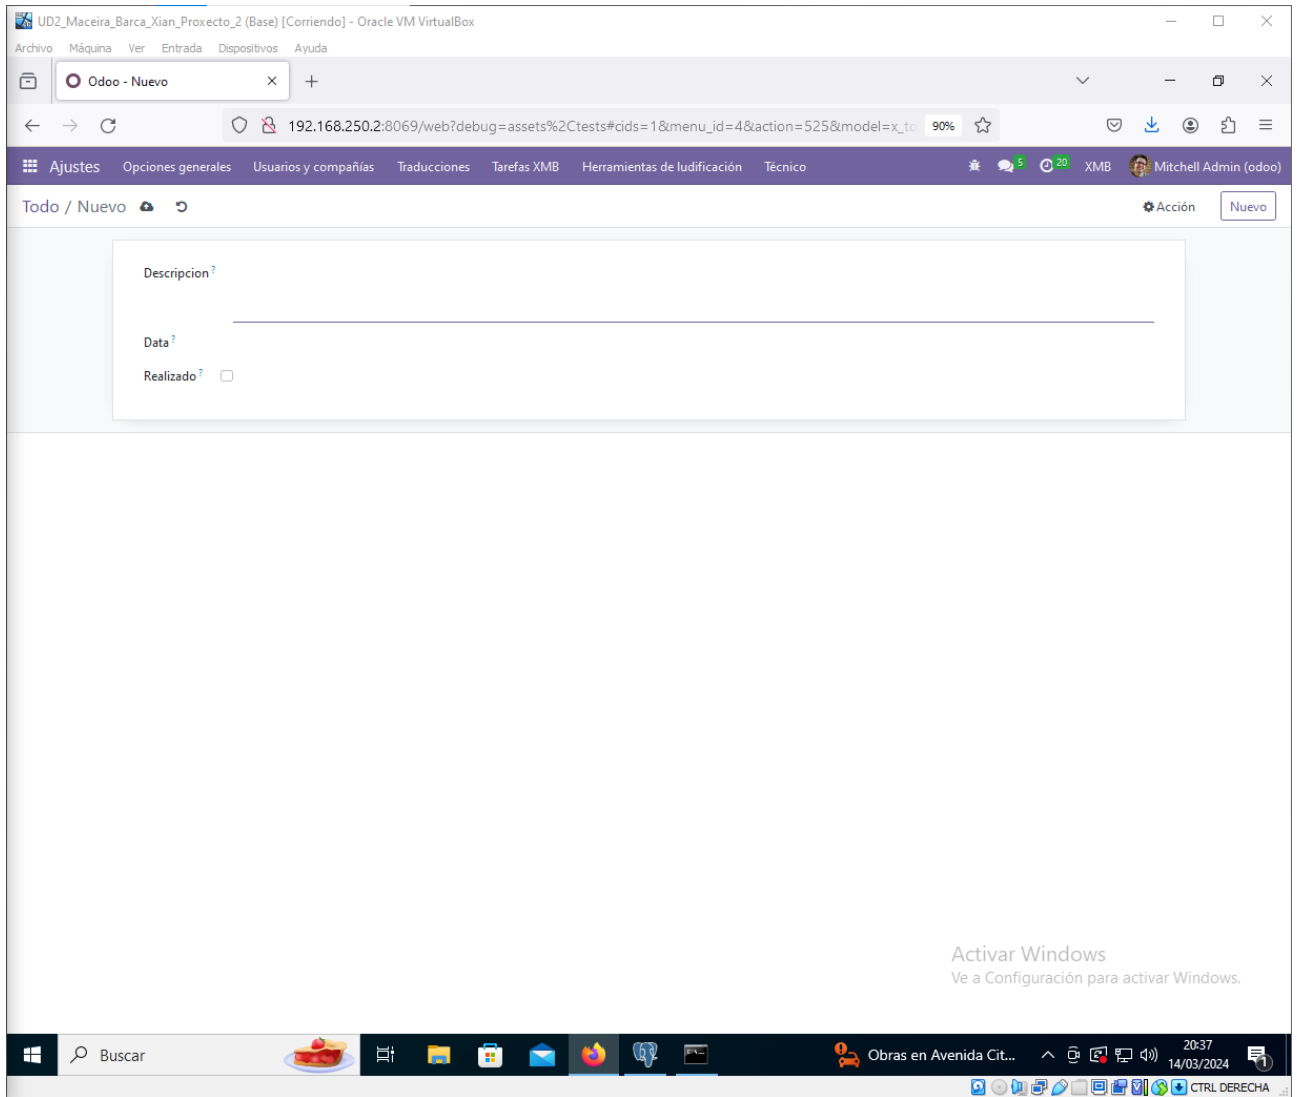 UD2_Maceira_Barca_Xian_Proxecto_2 (Base) [Corriendo] - Oracle VM VirtualBox
Archivo Máquina Ver Entrada Dispositivos Ayuda
Odoo - Nuevo
192.168.250.2:8069/web?debug=assets%2Ctests#cids=1&menu_id=4&action=525&model=x_to 90%
Ajustes Opciones generales Usuarios y compañías Traducciones Tarefas XMB Herramientas de ludificación Técnico 5 20 XMB Mitchell Admin (odoo)
Todo / Nuevo Acción Nuevo
Descripcion ?
Data ?
Realizado ?
Activar Windows
Ve a Configuración para activar Windows.
Buscar Obras en Avenida Cit... 20:37
14/03/2024 1
CTRL DERECHA